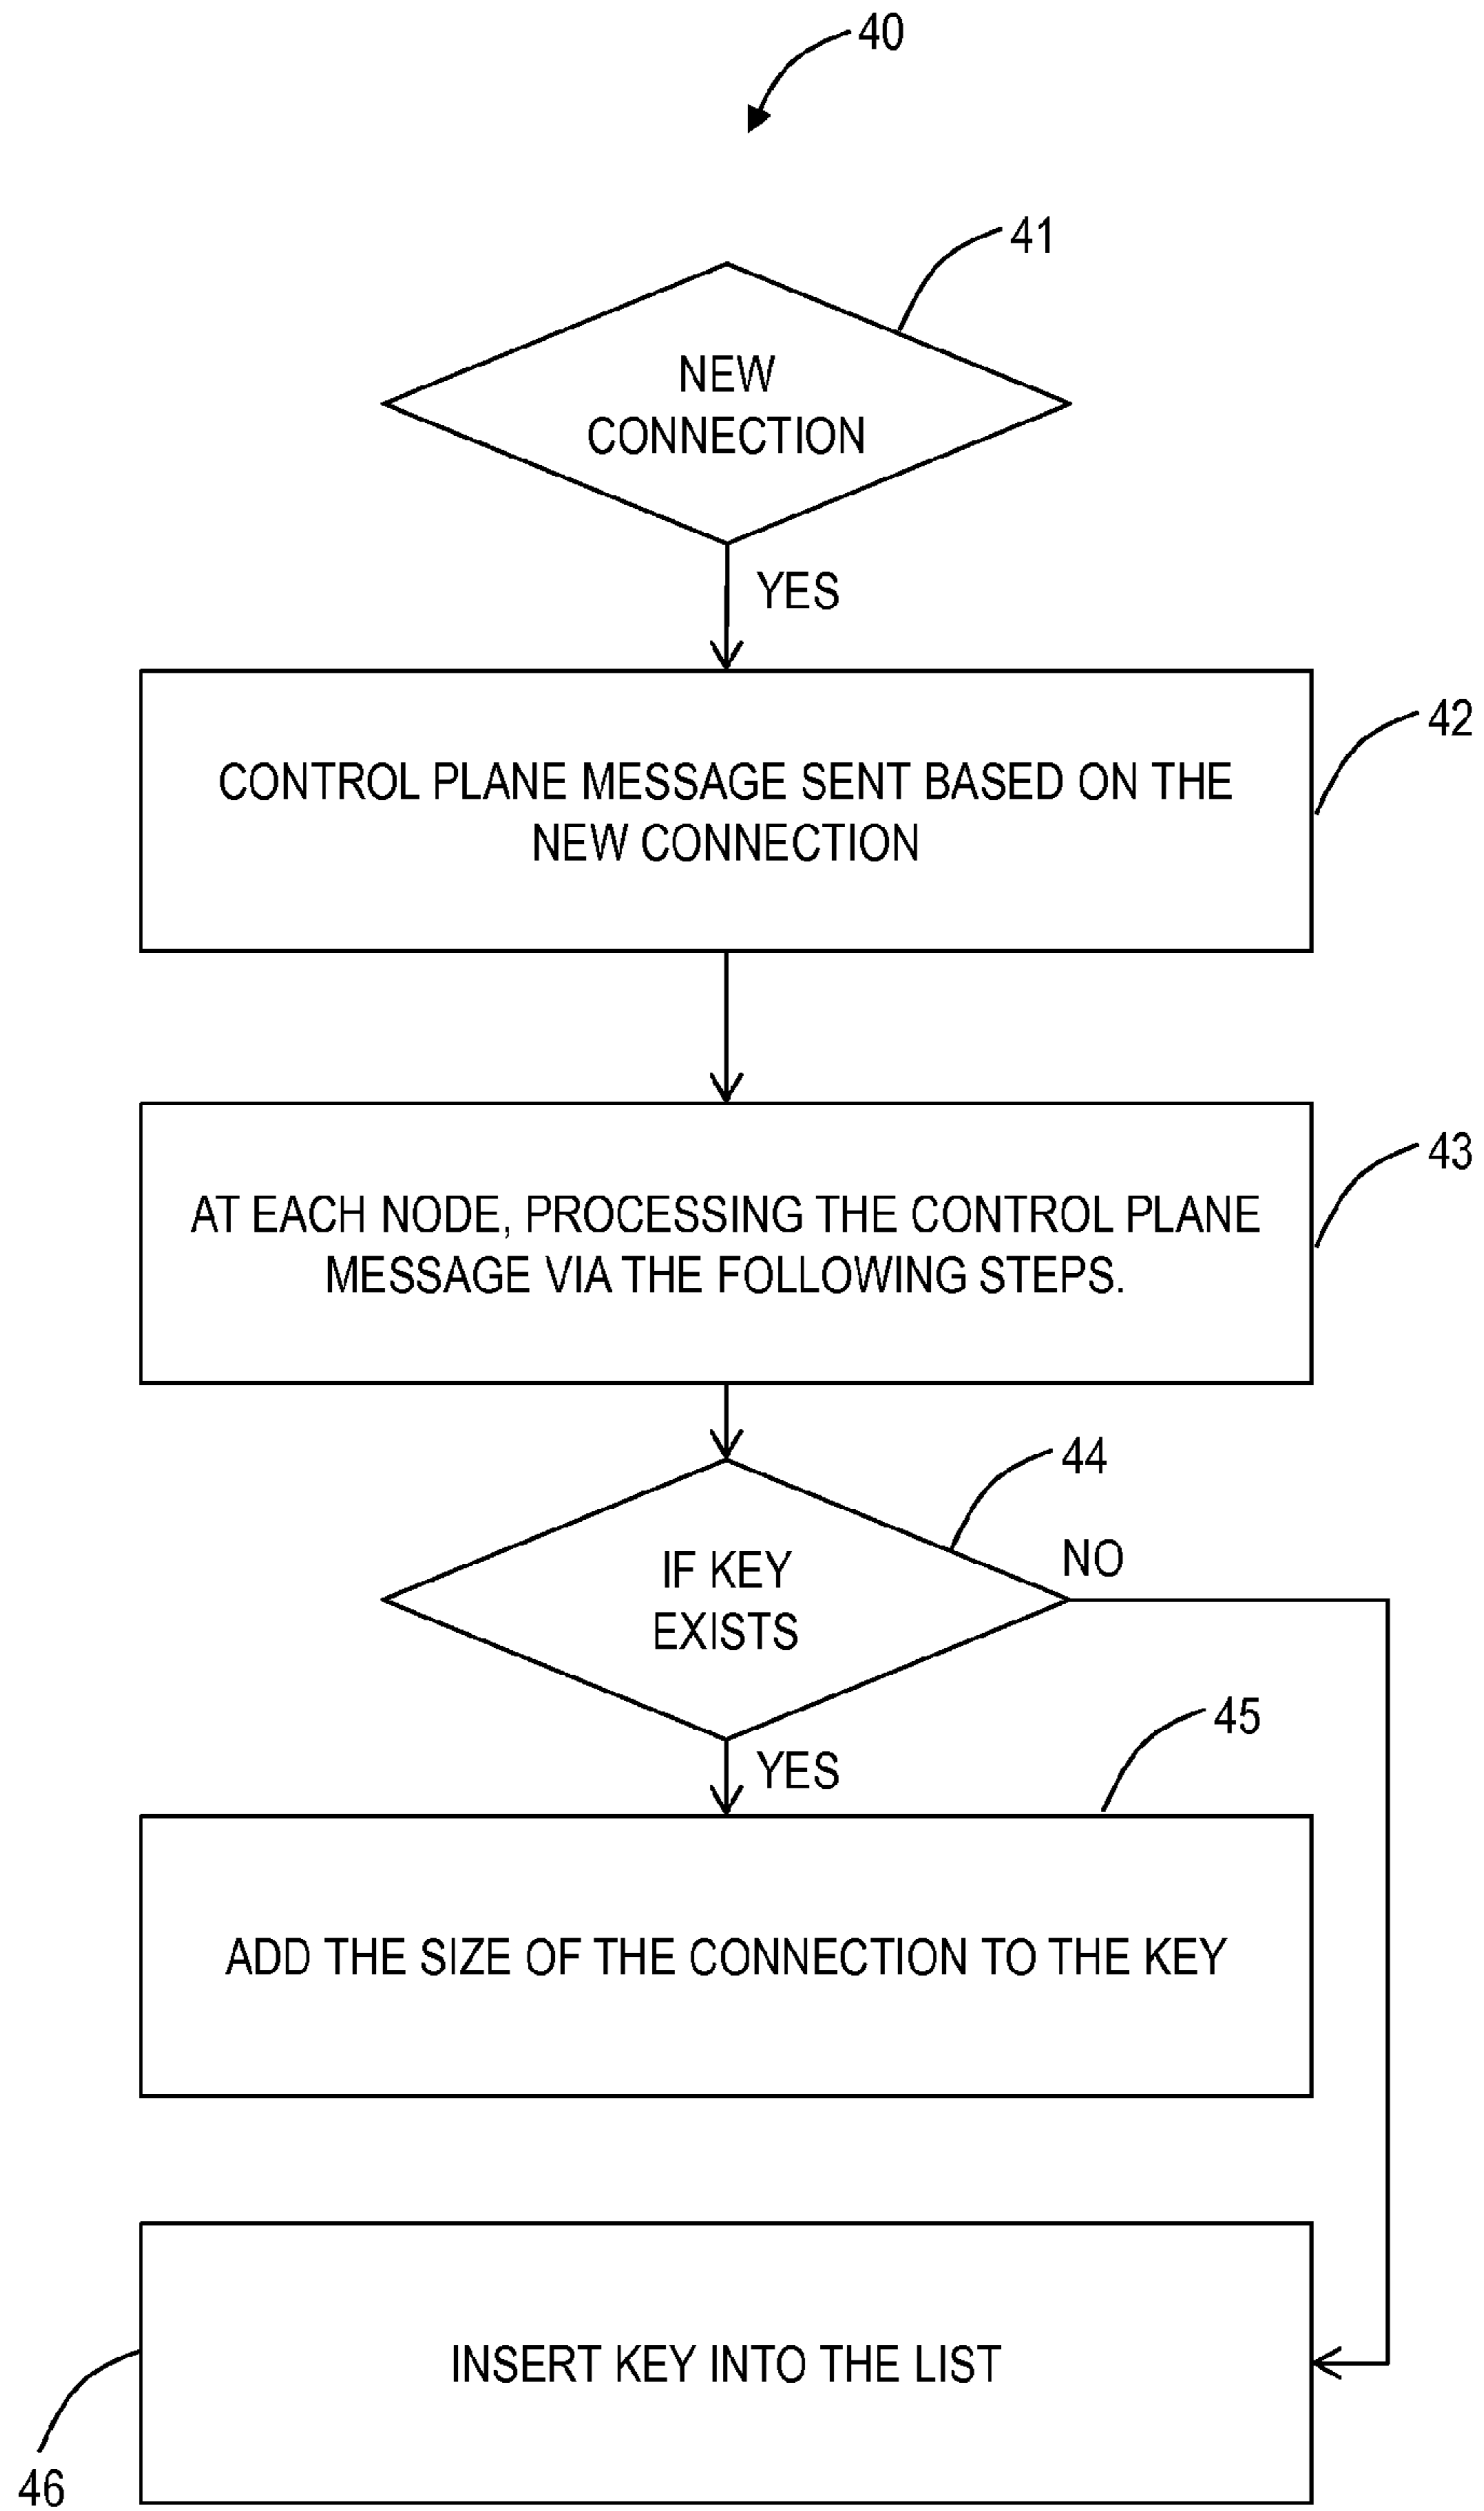 40
41
NEW
CONNECTION
YES
42
CONTROL PLANE MESSAGE SENT BASED ON THE
NEW CONNECTION
43
AT EACH NODE, PROCESSING THE CONTROL PLANE
MESSAGE VIA THE FOLLOWING STEPS.
44
NO
IF KEY
EXISTS
45
YES
ADD THE SIZE OF THE CONNECTION TO THE KEY
INSERT KEY INTO THE LIST
46